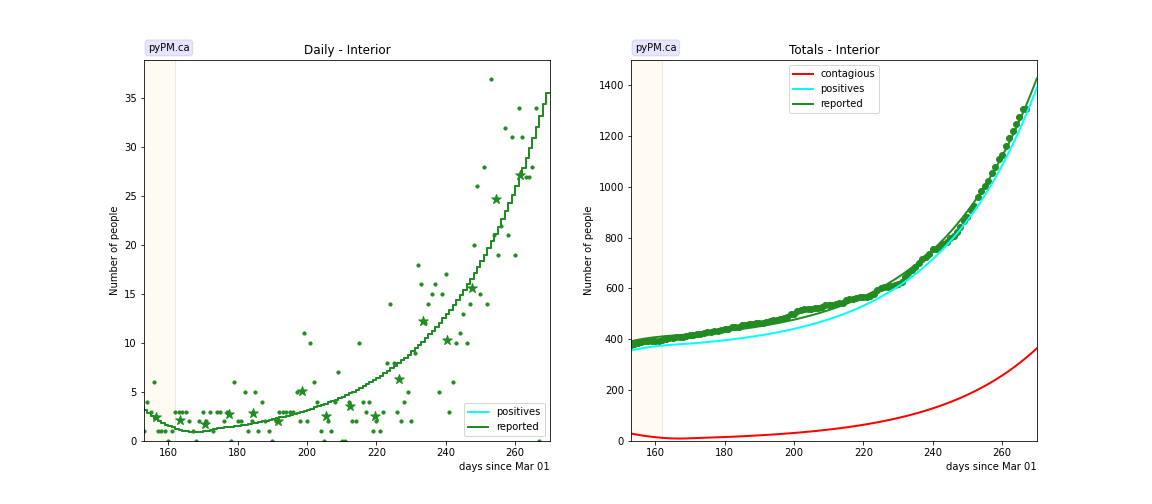 pyPM.ca
Daily - Interior
Number of people
35
30
25
20
15
10
5
0
160 180 200 220 240 260
days since Mar 01
positives
reported
pyPM.ca
Totals - Interior
Number of people
1400
1200
1000
800
600
400
200
0
160 180 200 220 240 260
days since Mar 01
contagious
positives
reported